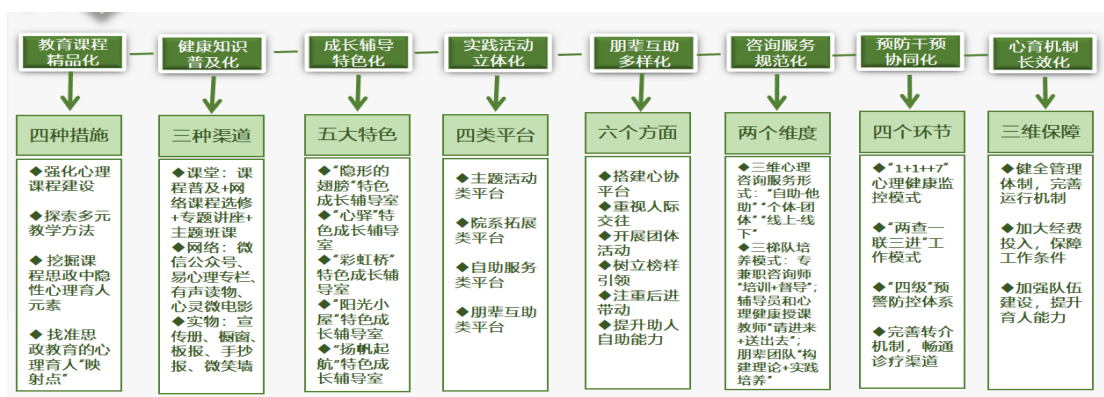 教育课程
精品化
健康知识
普及化
成长辅导
特色化
实践活动
立体化
朋辈互助
多样化
咨询服务
规范化
预防干预
协同化
心育机制
长效化
四种措施
三种渠道
五大特色
四类平台
六个方面
两个维度
四个环节
三维保障
◆强化心理
课程建设
◆探索多元
教学方法
◆挖掘课
程思政中隐
性心理育人
元素
◆找准思
政教育的心
理育人“映
射点”
◆课堂：课
程普及+网
络课程选修
+专题讲座+
主题班课
◆网络：微
信公众号、
易心理专栏、
有声读物、
心灵微电影
◆实物：宣
传册、橱窗、
板报、手抄
报、微笑墙
◆“隐形的
翅膀”特色
成长辅导室
◆“心驿”特
色成长辅导
室
◆“彩虹桥”
特色成长辅
导室
◆“阳光小
屋”特色成
长辅导室
◆“扬帆起
航”特色成
长辅导室
◆主题活动
类平台
◆院系拓展
类平台
◆自助服务
类平台
◆朋辈互助
类平台
◆搭建心协
平台
◆重视人际
交往
◆开展团体
活动
◆树立榜样
引领
◆注重后进
带动
◆提升助人
自助能力
◆三维心理
咨询服务形
式：“自助-他
助”“个体-团
体”“线上-线
下”
◆三梯队培
养模式：专
兼职咨询师
“培训+督导”；
辅导员和心
理健康授课
教师“请进来
+送出去”；
朋辈团队“构
建理论+实践
培养”
◆“1+1++7”
心理健康监
控模式
◆“两查一
联三进”工
作模式
◆“四级”预
警防控体系
◆完善转介
机制，畅通
诊疗渠道
◆健全管理
体制，完善
运行机制
◆加大经费
投入，保障
工作条件
◆加强队伍
建设，提升
育人能力